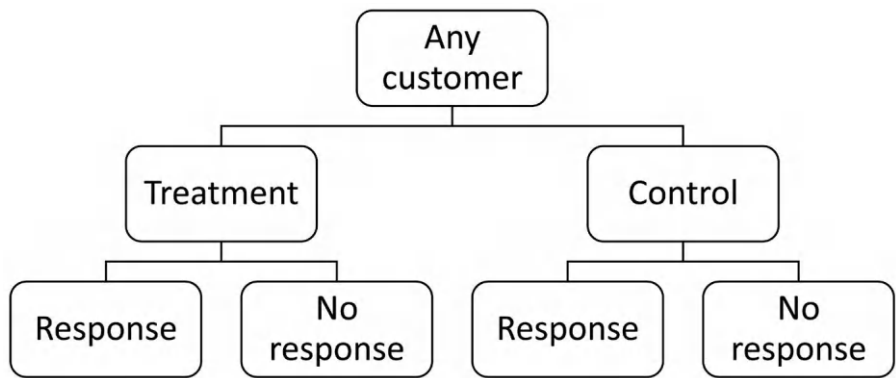 Any
customer
Treatment
Control
Response
No
response
Response
No
response